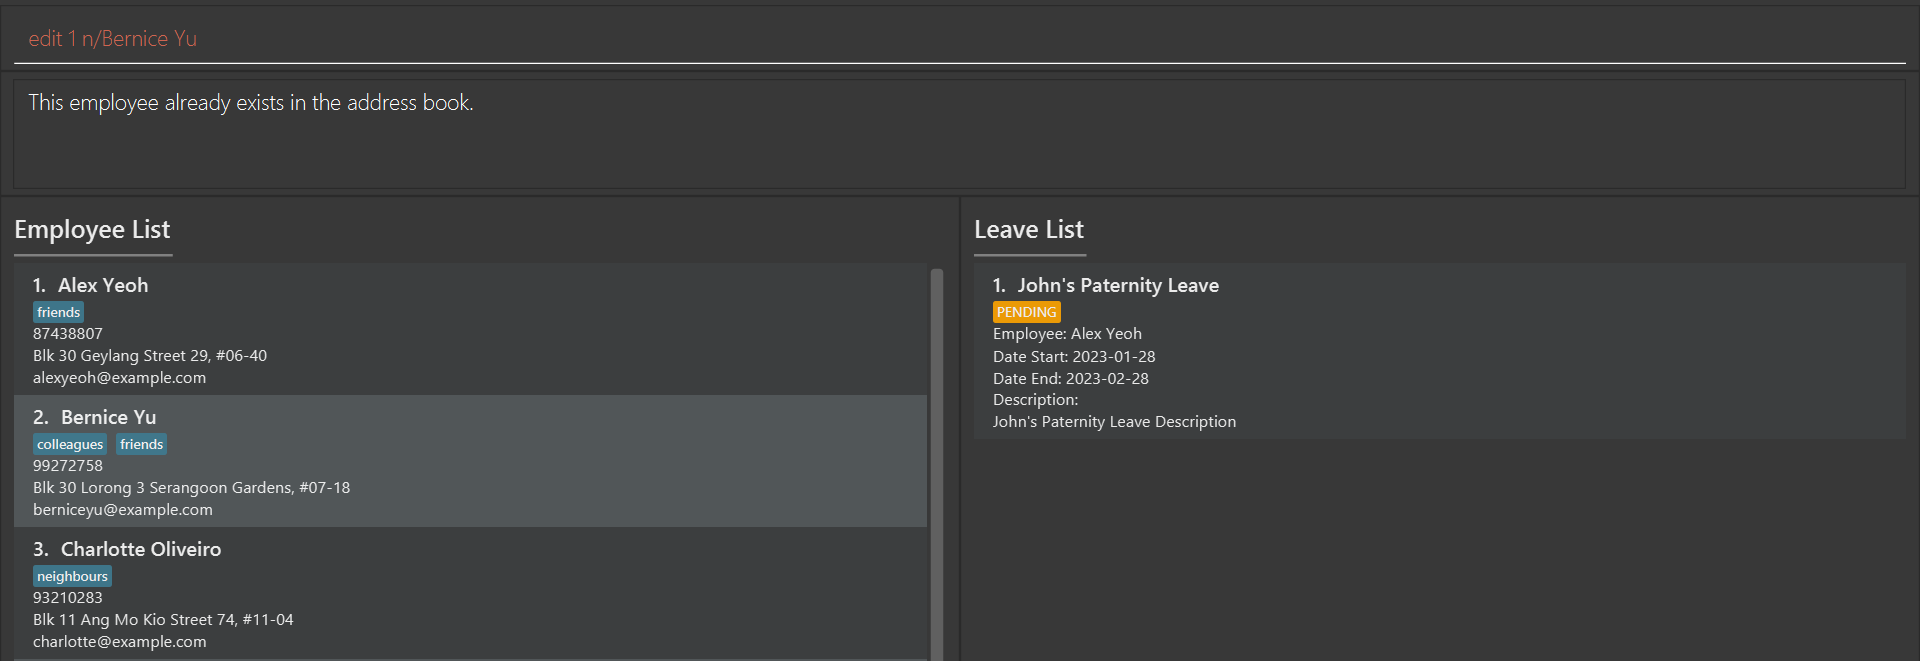 edit 1 n/Bernice Yu
This employee already exists in the address book.
Employee List
1. Alex Yeoh
friends
87438807
Blk 30 Geylang Street 29, #06-40
alexyeoh@example.com
2. Bernice Yu
colleagues friends
99272758
Blk 30 Lorong 3 Serangoon Gardens, #07-18
berniceyu@example.com
3. Charlotte Oliveiro
neighbours
93210283
Blk 11 Ang Mo Kio Street 74, #11-04
charlotte@example.com
Leave List
1. John's Paternity Leave
PENDING
Employee: Alex Yeoh
Date Start: 2023-01-28
Date End: 2023-02-28
Description:
John's Paternity Leave Description